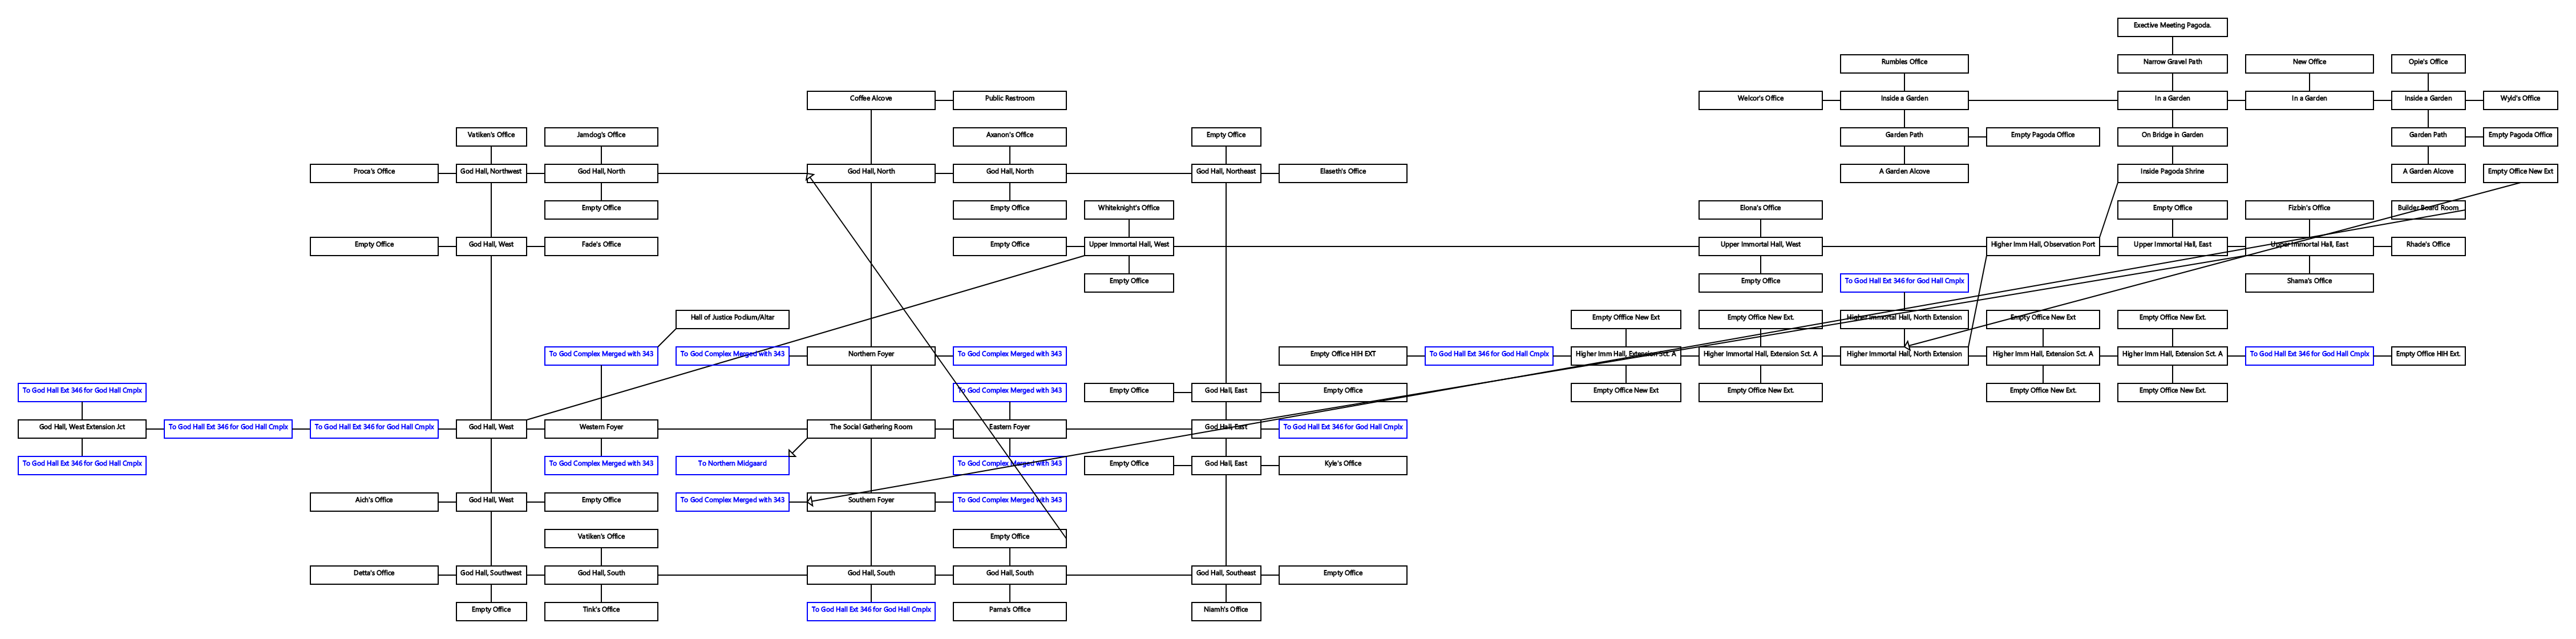 Exective Meeting Pagoda.
Rumbles Office
Narrow Gravel Path
New Office
Opie's Office
Coffee Alcove
Public Restroom
Welcor's Office
Inside a Garden
In a Garden
In a Garden
Inside a Garden
Wyld's Office
Vatiken's Office
Jamdog's Office
Axanon's Office
Empty Office
Garden Path
Empty Pagoda Office
On Bridge in Garden
Garden Path
Empty Pagoda Office
Proca's Office
God Hall, Northwest
God Hall, North
God Hall, North
God Hall, North
God Hall, Northeast
Elaseth's Office
A Garden Alcove
Inside Pagoda Shrine
A Garden Alcove
Empty Office New Ext
Empty Office
Empty Office
Whiteknight's Office
Elona's Office
Empty Office
Fizbin's Office
Builder Board Room
Empty Office
God Hall, West
Fade's Office
Empty Office
Upper Immortal Hall, West
Upper Immortal Hall, West
Higher Imm Hall, Observation Port
Upper Immortal Hall, East
Upper Immortal Hall, East
Rhade's Office
Empty Office
Empty Office
To God Hall Ext 346 for God Hall Cmplx
Shama's Office
Hall of Justice Podium/Altar
Empty Office New Ext
Empty Office New Ext.
Higher Immortal Hall, North Extension
Empty Office New Ext
Empty Office New Ext.
To God Complex Merged with 343
To God Complex Merged with 343
Northern Foyer
To God Complex Merged with 343
Empty Office HIH EXT
To God Hall Ext 346 for God Hall Cmplx
Higher Imm Hall, Extension Sct. A
Higher Immortal Hall, Extension Sct. A
Higher Immortal Hall, North Extension
Higher Imm Hall, Extension Sct. A
Higher Imm Hall, Extension Sct. A
To God Hall Ext 346 for God Hall Cmplx
Empty Office HIH Ext.
To God Hall Ext 346 for God Hall Cmplx
To God Complex Merged with 343
Empty Office
God Hall, East
Empty Office
Empty Office New Ext
Empty Office New Ext.
Empty Office New Ext.
Empty Office New Ext.
God Hall, West Extension Jct
To God Hall Ext 346 for God Hall Cmplx
To God Hall Ext 346 for God Hall Cmplx
God Hall, West
Western Foyer
The Social Gathering Room
Eastern Foyer
God Hall, East
To God Hall Ext 346 for God Hall Cmplx
To God Hall Ext 346 for God Hall Cmplx
To God Complex Merged with 343
To Northern Midgaard
To God Complex Merged with 343
Empty Office
God Hall, East
Kyle's Office
Aich's Office
God Hall, West
Empty Office
To God Complex Merged with 343
Southern Foyer
To God Complex Merged with 343
Vatiken's Office
Empty Office
Detta's Office
God Hall, Southwest
God Hall, South
God Hall, South
God Hall, South
God Hall, Southeast
Empty Office
Empty Office
Tink's Office
To God Hall Ext 346 for God Hall Cmplx
Parna's Office
Niamh's Office